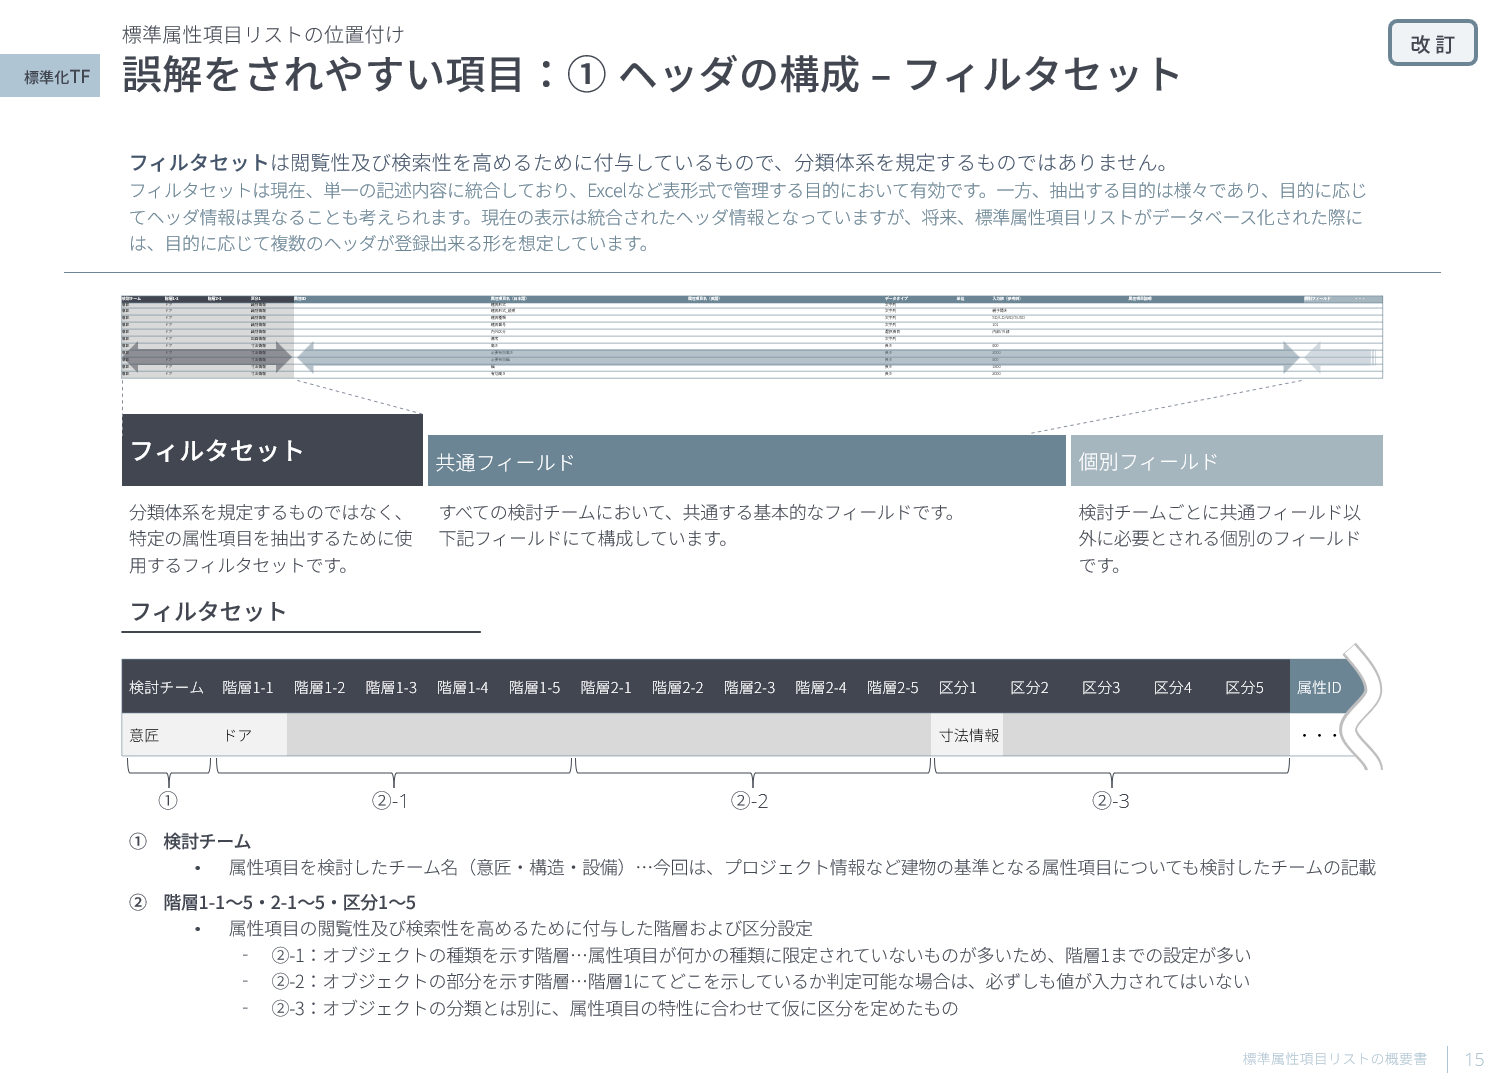 標準属性項目リストの位置付け
改訂
標準化TF
誤解をされやすい項目：① ヘッダの構成 – フィルタセット
フィルタセットは閲覧性及び検索性を高めるために付与しているもので、分類体系を規定するものではありません。
フィルタセットは現在、単一の記述内容に統合しており、Excelなど表形式で管理する目的において有効です。一方、抽出する目的は様々であり、目的に応じ
てヘッダ情報は異なることも考えられます。現在の表示は統合されたヘッダ情報となっていますが、将来、標準属性項目リストがデータベース化された際に
は、目的に応じて複数のヘッダが登録出来る形を想定しています。
フィルタセット
共通フィールド
個別フィールド
分類体系を規定するものではなく、
特定の属性項目を抽出するために使
用するフィルタセットです。
すべての検討チームにおいて、共通する基本的なフィールドです。
下記フィールドにて構成しています。
検討チームごとに共通フィールド以
外に必要とされる個別のフィールド
です。
フィルタセット
検討チーム 階層1-1 階層1-2 階層1-3 階層1-4 階層1-5 階層2-1 階層2-2 階層2-3 階層2-4 階層2-5 区分1 区分2 区分3 区分4 区分5 属性ID
意匠 ドア 寸法情報 ・・・
① ②-1 ②-2 ②-3
① 検討チーム
• 属性項目を検討したチーム名（意匠・構造・設備）…今回は、プロジェクト情報など建物の基準となる属性項目についても検討したチームの記載
② 階層1-1～5・2-1～5・区分1～5
• 属性項目の閲覧性及び検索性を高めるために付与した階層および区分設定
- ②-1：オブジェクトの種類を示す階層…属性項目が何かの種類に限定されていないものが多いため、階層1までの設定が多い
- ②-2：オブジェクトの部分を示す階層…階層1にてどこを示しているか判定可能な場合は、必ずしも値が入力されてはいない
- ②-3：オブジェクトの分類とは別に、属性項目の特性に合わせて仮に区分を定めたもの
標準属性項目リストの概要書 15